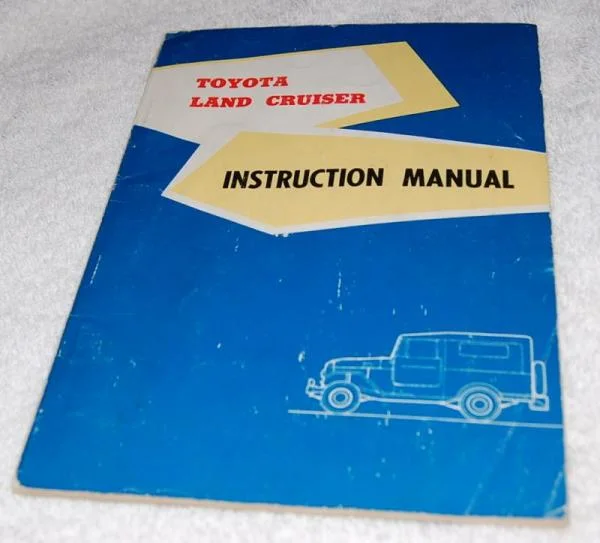 TOYOTA
LAND CRUISER
INSTRUCTION MANUAL